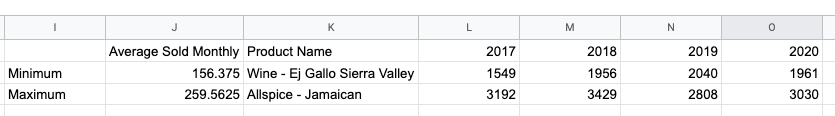 I J K L M N O
Average Sold Monthly Product Name 2017 2018 2019 2020
Minimum 156.375 Wine - Ej Gallo Sierra Valley 1549 1956 2040 1961
Maximum 259.5625 Allspice - Jamaican 3192 3429 2808 3030